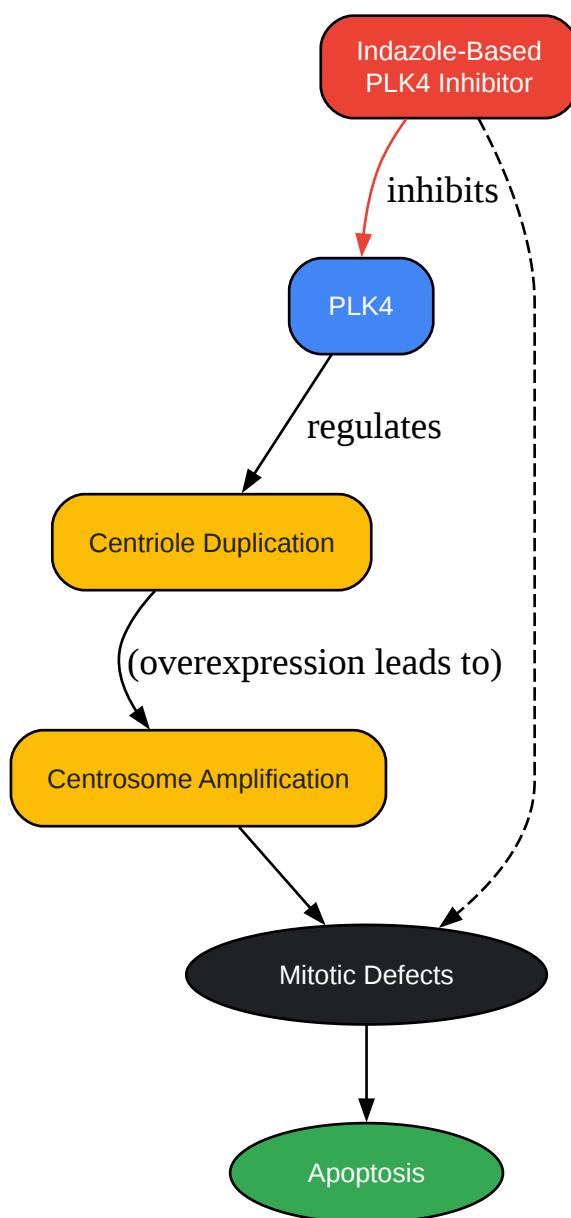 Indazole-Based
PLK4 Inhibitor
inhibits
PLK4
regulates
Centriole Duplication
(overexpression leads to)
Centrosome Amplification
Mitotic Defects
Apoptosis